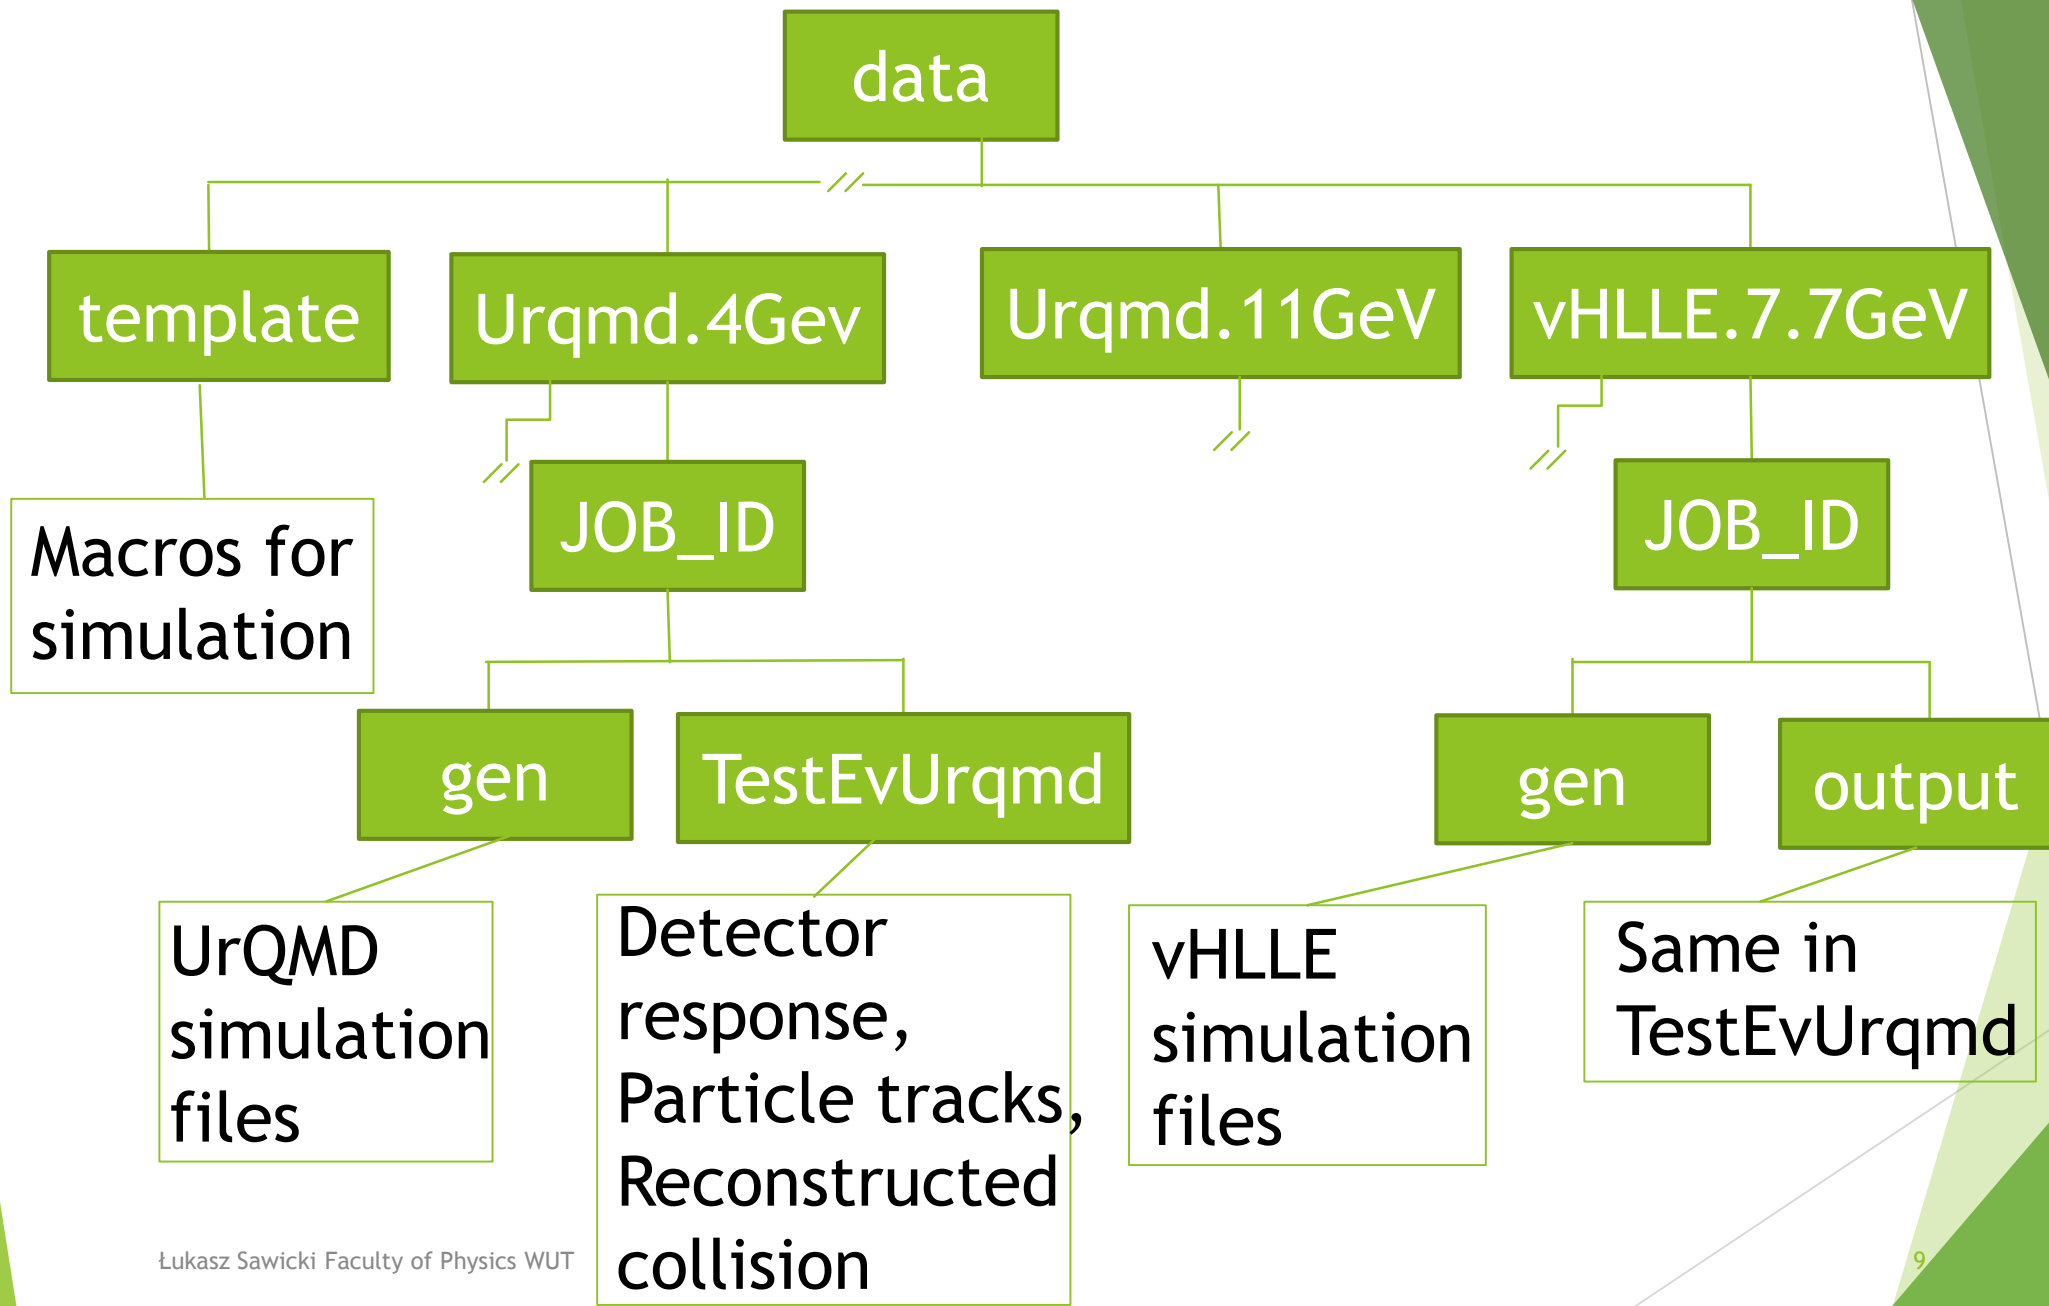 data
template
Urqmd.4Gev
Urqmd.11GeV
vHLLE.7.7GeV
Macros for
simulation
JOB_ID
JOB_ID
gen
TestEvUrqmd
gen
output
UrQMD
simulation
files
Detector
response,
Particle tracks,
Reconstructed
collision
vHLLE
simulation
files
Same in
TestEvUrqmd
Łukasz Sawicki Faculty of Physics WUT
9